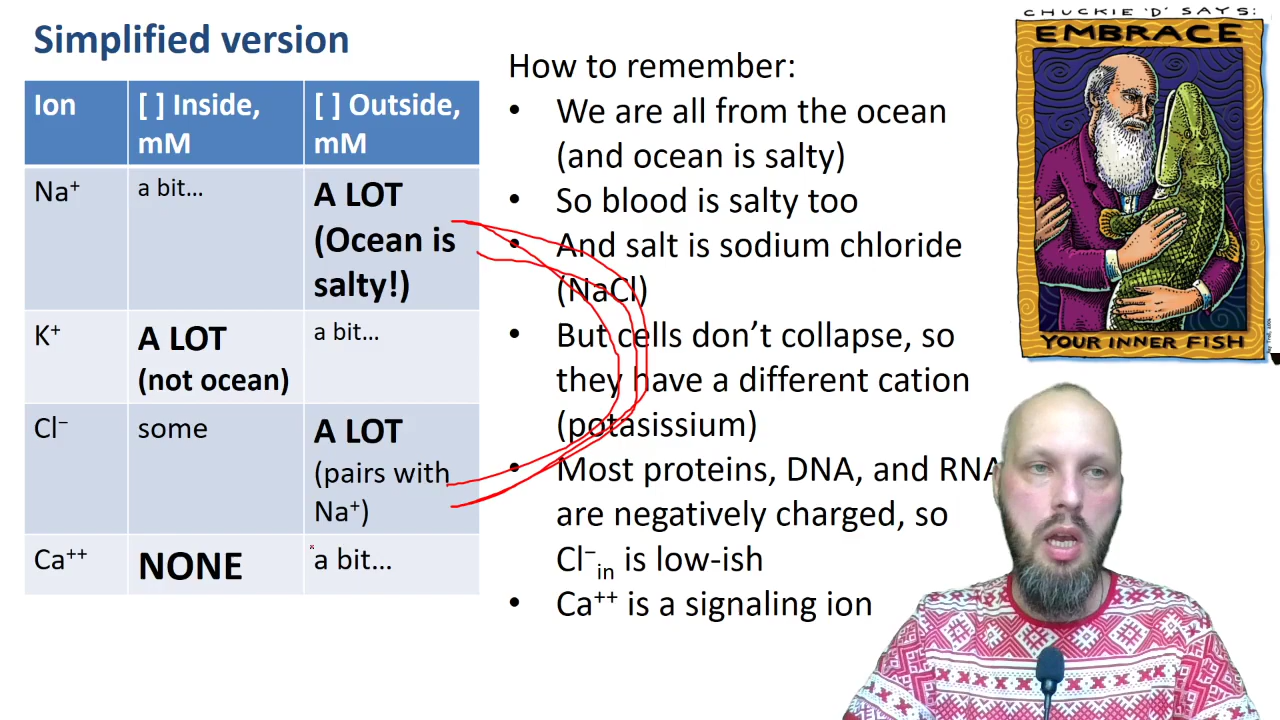 Simplified version
Ion
[ ] Inside,
mM
[ ] Outside,
mM
Na⁺
a bit…
A LOT
(Ocean is
salty!)
K⁺
A LOT
(not ocean)
a bit…
Cl⁻
some
A LOT
(pairs with
Na⁺)
Ca⁺⁺
NONE
a bit…
How to remember:
• We are all from the ocean
(and ocean is salty)
• So blood is salty too
• And salt is sodium chloride
(NaCl)
• But cells don’t collapse, so
they have a different cation
(potasissium)
• Most proteins, DNA, and RNA
are negatively charged, so
Cl⁻in is low-ish
• Ca⁺⁺ is a signaling ion
CHUCKIE 'D' SAYS:
EMBRACE
YOUR INNER FISH